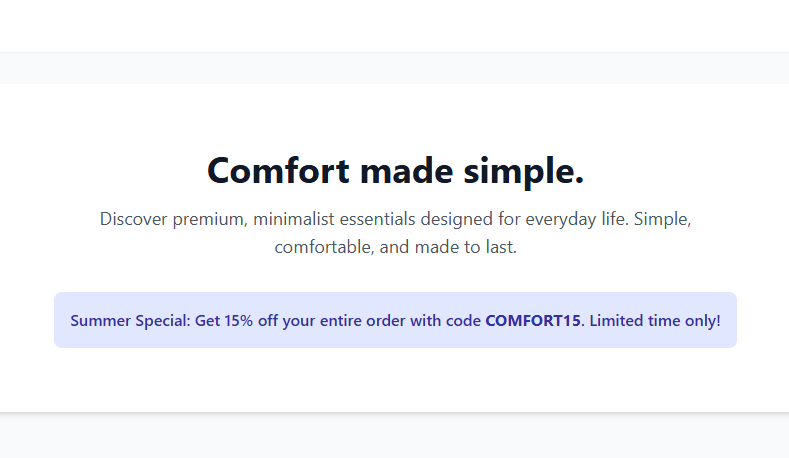 Comfort made simple.
Discover premium, minimalist essentials designed for everyday life. Simple,
comfortable, and made to last.
Summer Special: Get 15% off your entire order with code COMFORT15. Limited time only!